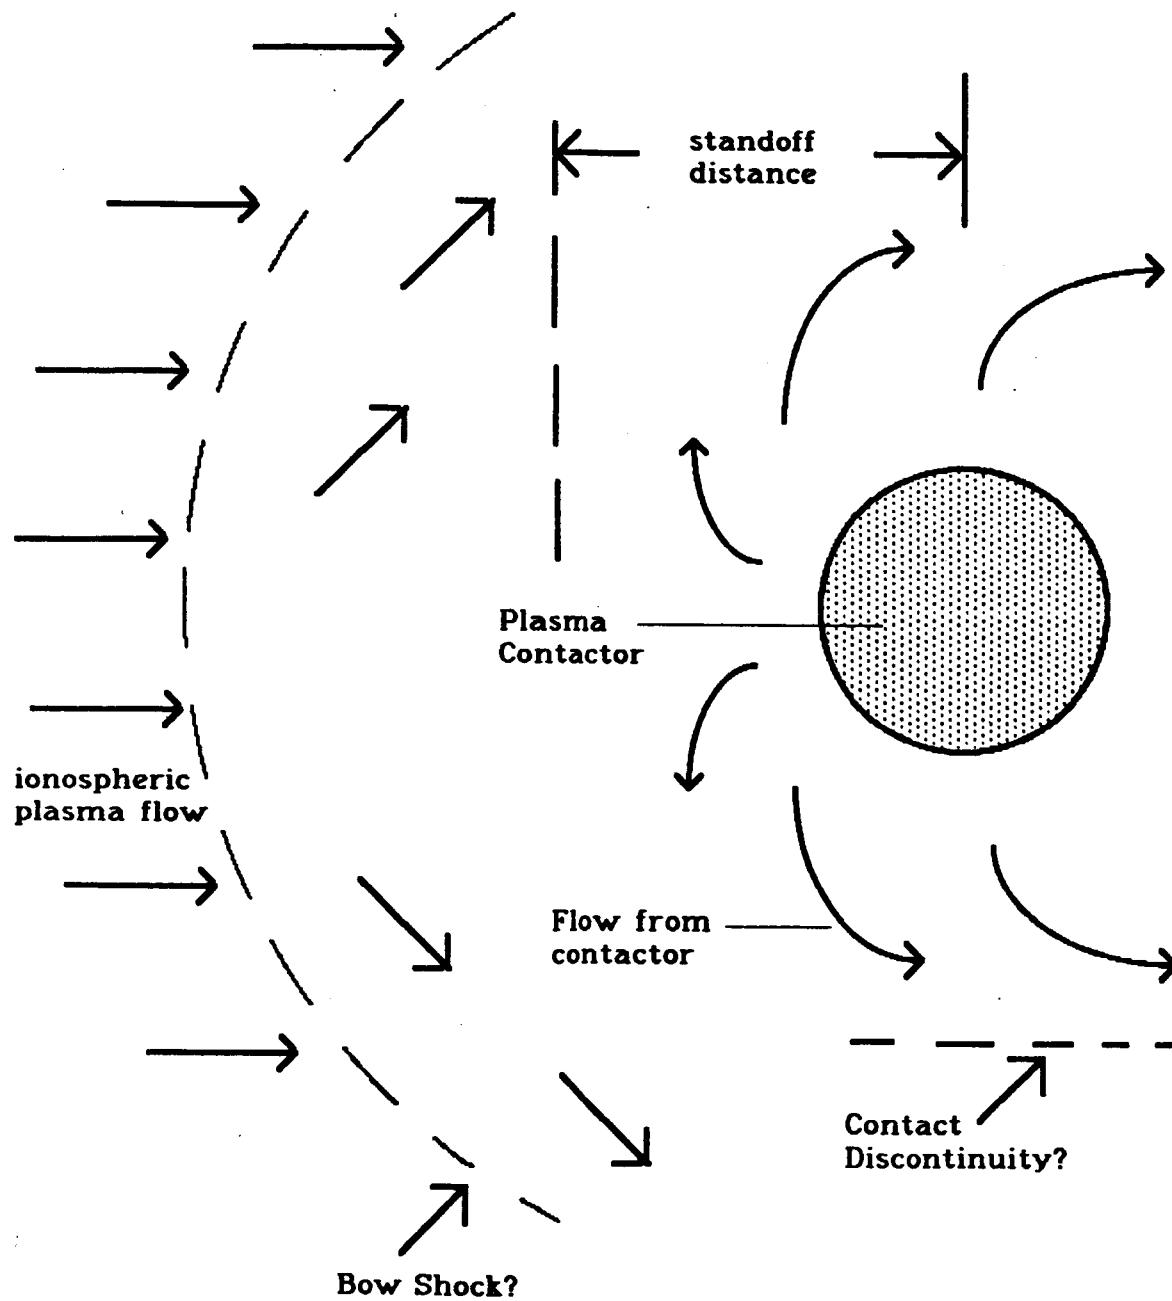 standoff
distance
Plasma
Contactor
ionospheric
plasma flow
Flow from
contactor
Contact
Discontinuity?
Bow Shock?